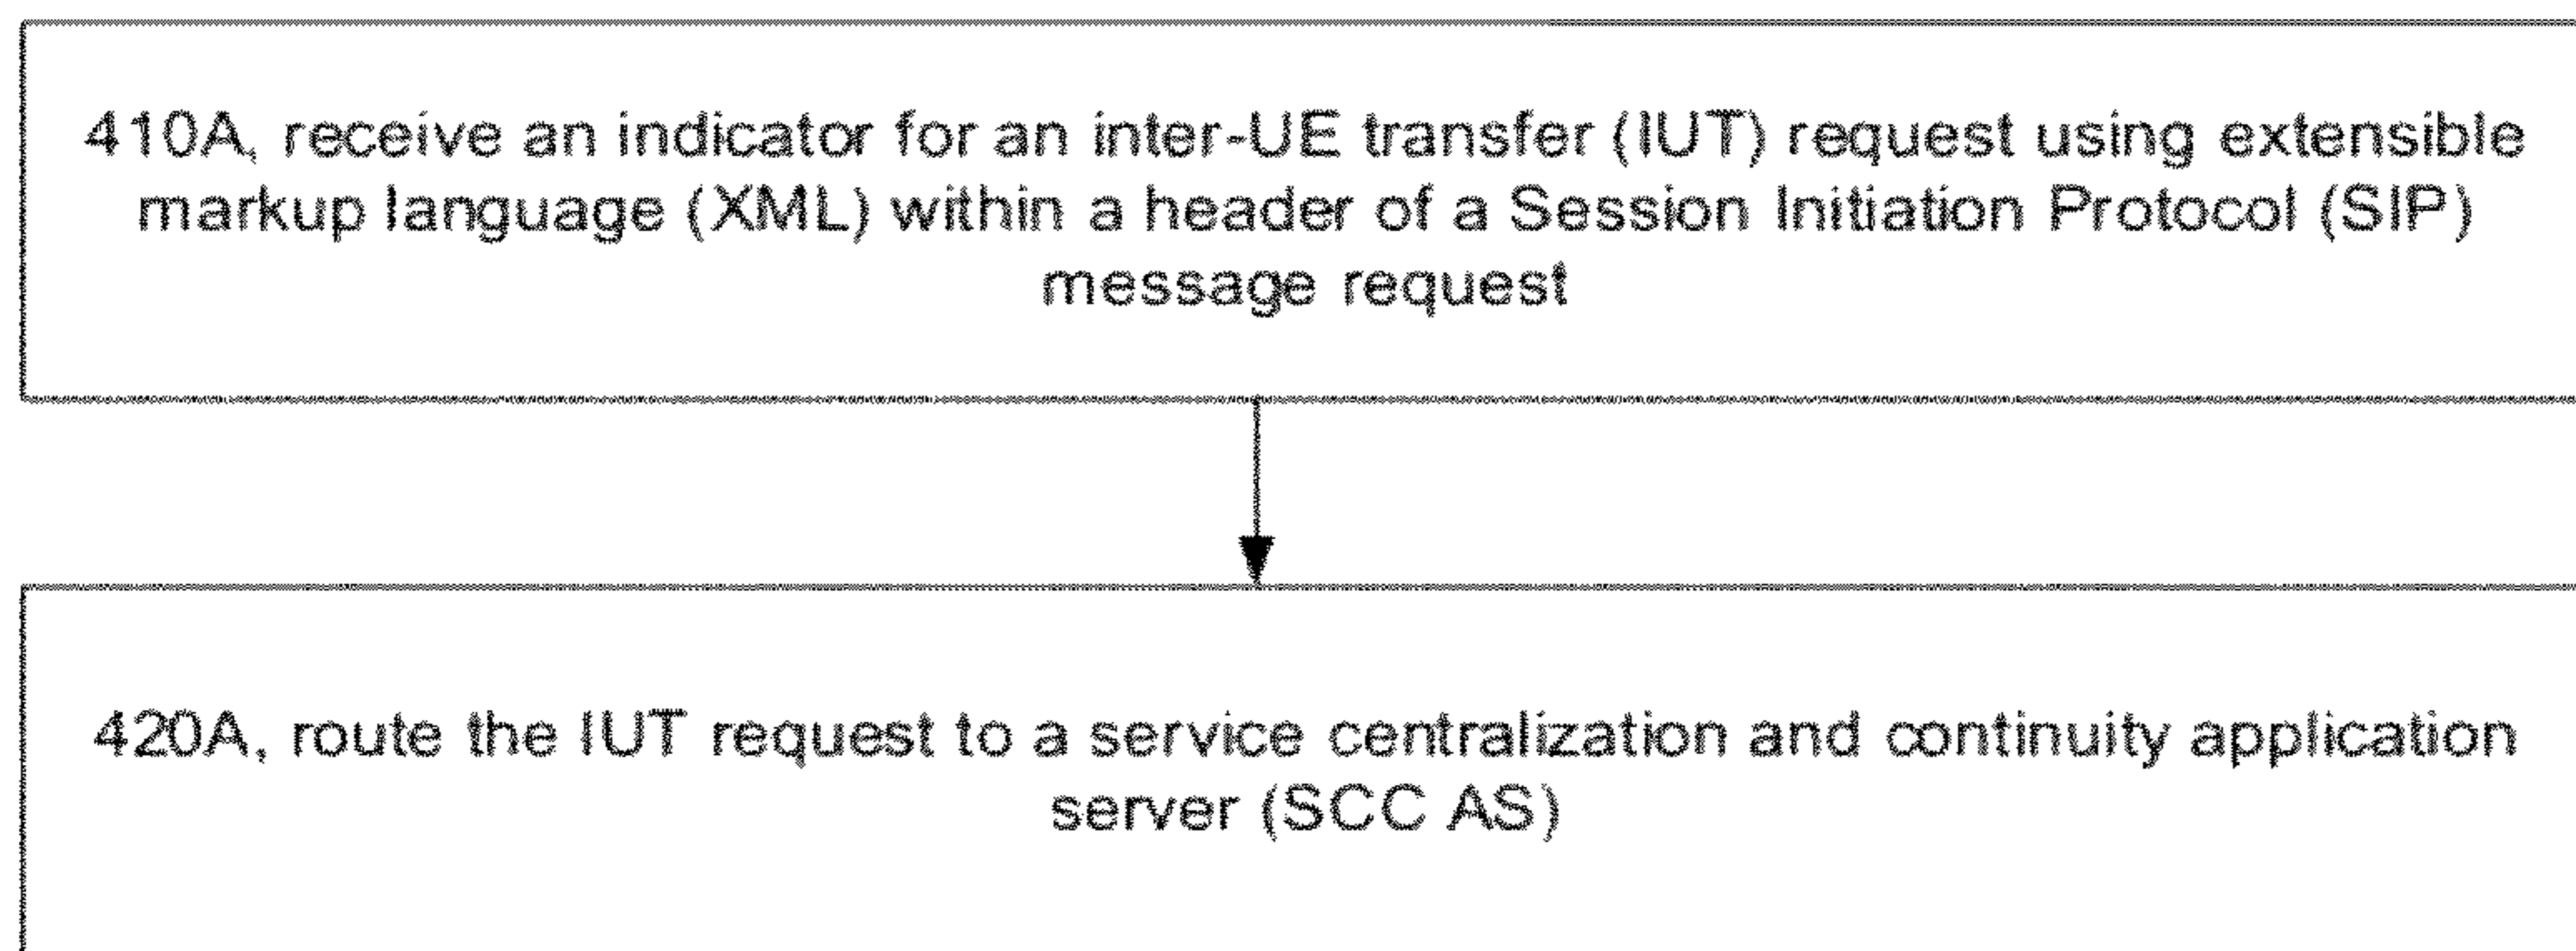 410A, receive an indicator for an inter-UE transfer (IUT) request using extensible
markup language (XML) within a header of a Session Initiation Protocol (SIP)
message request
420A, route the IUT request to a service centralization and continuity application
server (SCC AS)